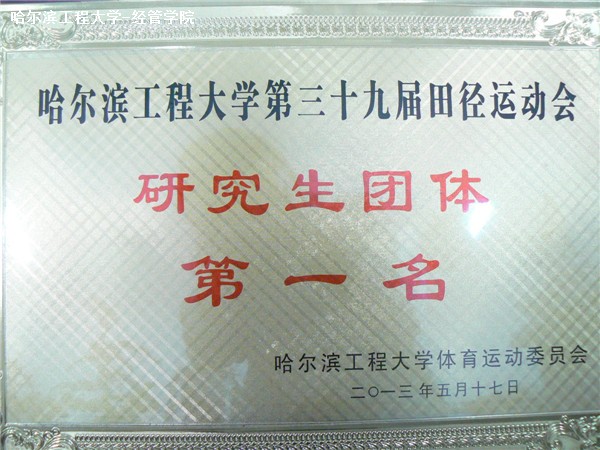 哈尔滨工程大学-经管学院
哈尔滨工程大学第三十九届田径运动会
研究生团体
第一名
哈尔滨工程大学体育运动委员会
二〇一三年五月十七日